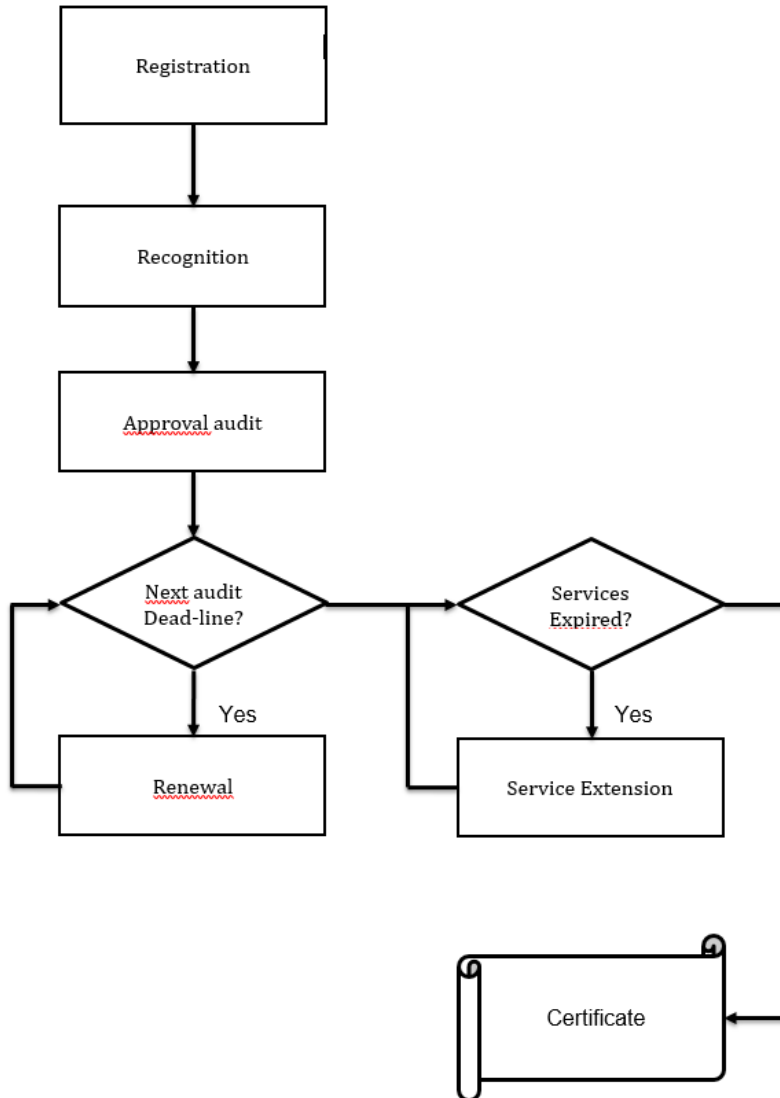 Registration
Recognition
Approval audit
Next audit
Dead-line?
Services
Expired?
Yes
Yes
Renewal
Service Extension
Certificate